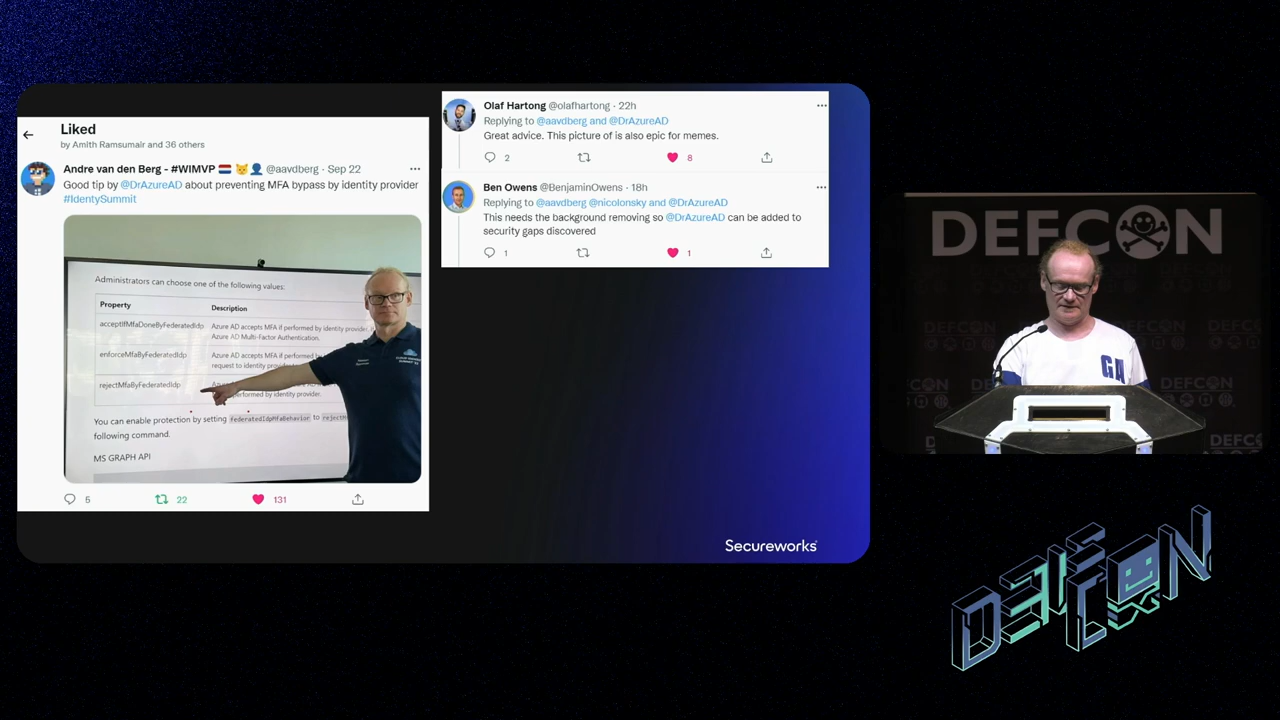 Liked
by Amith Ramsumair and 36 others
Andre van den Berg - #WIMVP 🇳🇱 😼 👤 @aavdberg · Sep 22
Good tip by @DrAzureAD about preventing MFA bypass by identity provider
#IdentySummit
Administrators can choose one of the following values:
Property Description
acceptIfMfaDoneByFederatedIdp Azure AD accepts MFA if performed by identity provider.
Azure AD Multi-Factor Authentication.
enforceMfaByFederatedIdp Azure AD accepts MFA if performed by
request to identity provider
rejectMfaByFederatedIdp
performed by identity provider.
You can enable protection by setting federatedIdpMfaBehavior to
following command.
MS GRAPH API
5 22 131
Olaf Hartong @olafhartong · 22h
Replying to @aavdberg and @DrAzureAD
Great advice. This picture of is also epic for memes.
2 8
Ben Owens @BenjaminOwens · 18h
Replying to @aavdberg @nicolonsky and @DrAzureAD
This needs the background removing so @DrAzureAD can be added to
security gaps discovered
1 1
Secureworks
DEFCON
GA
DEFCON
DEFCON